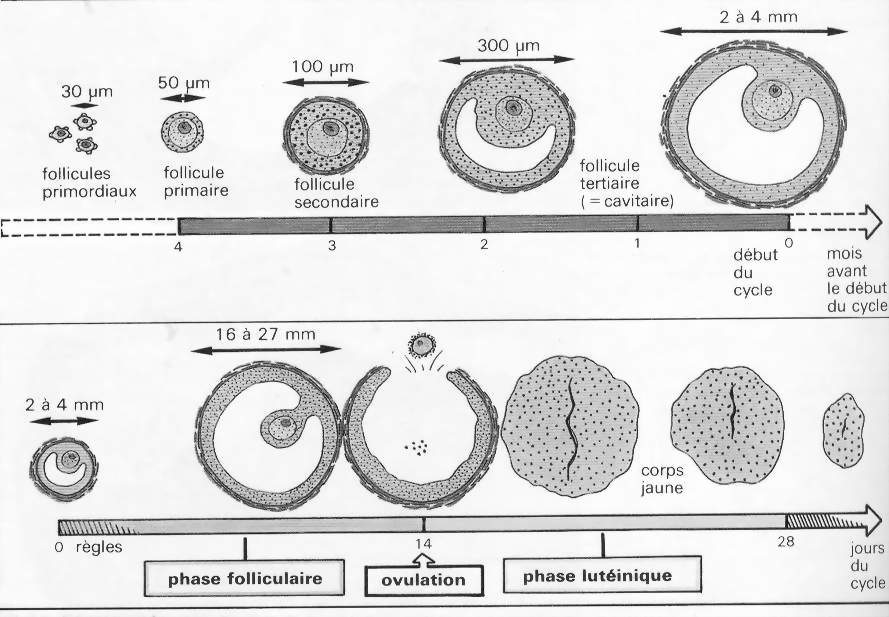 2 à 4 mm
300 µm
100 µm
50 µm
30 µm
follicules
primordiaux
follicule
primaire
follicule
secondaire
follicule
tertiaire
( = cavitaire)
4
3
2
1
0
début
du
cycle
mois
avant
le début
du cycle
16 à 27 mm
2 à 4 mm
corps
jaune
0 règles
14
28
jours
du
cycle
phase folliculaire
ovulation
phase lutéinique